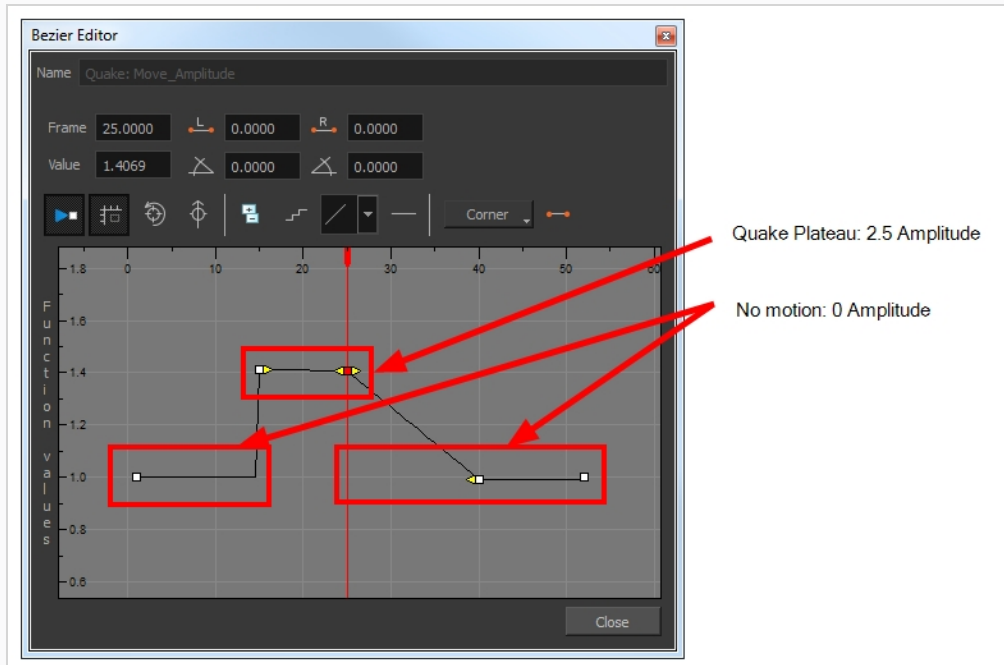 Bezier Editor
Name Quake: Move_Amplitude
Frame 25.0000 L 0.0000 R 0.0000
Value 1.4069 0.0000 0.0000
Corner
Quake Plateau: 2.5 Amplitude
No motion: 0 Amplitude
0 10 20 30 40 50 60
Function values
1.8
1.6
1.4
1.2
1.0
0.8
0.6
Close